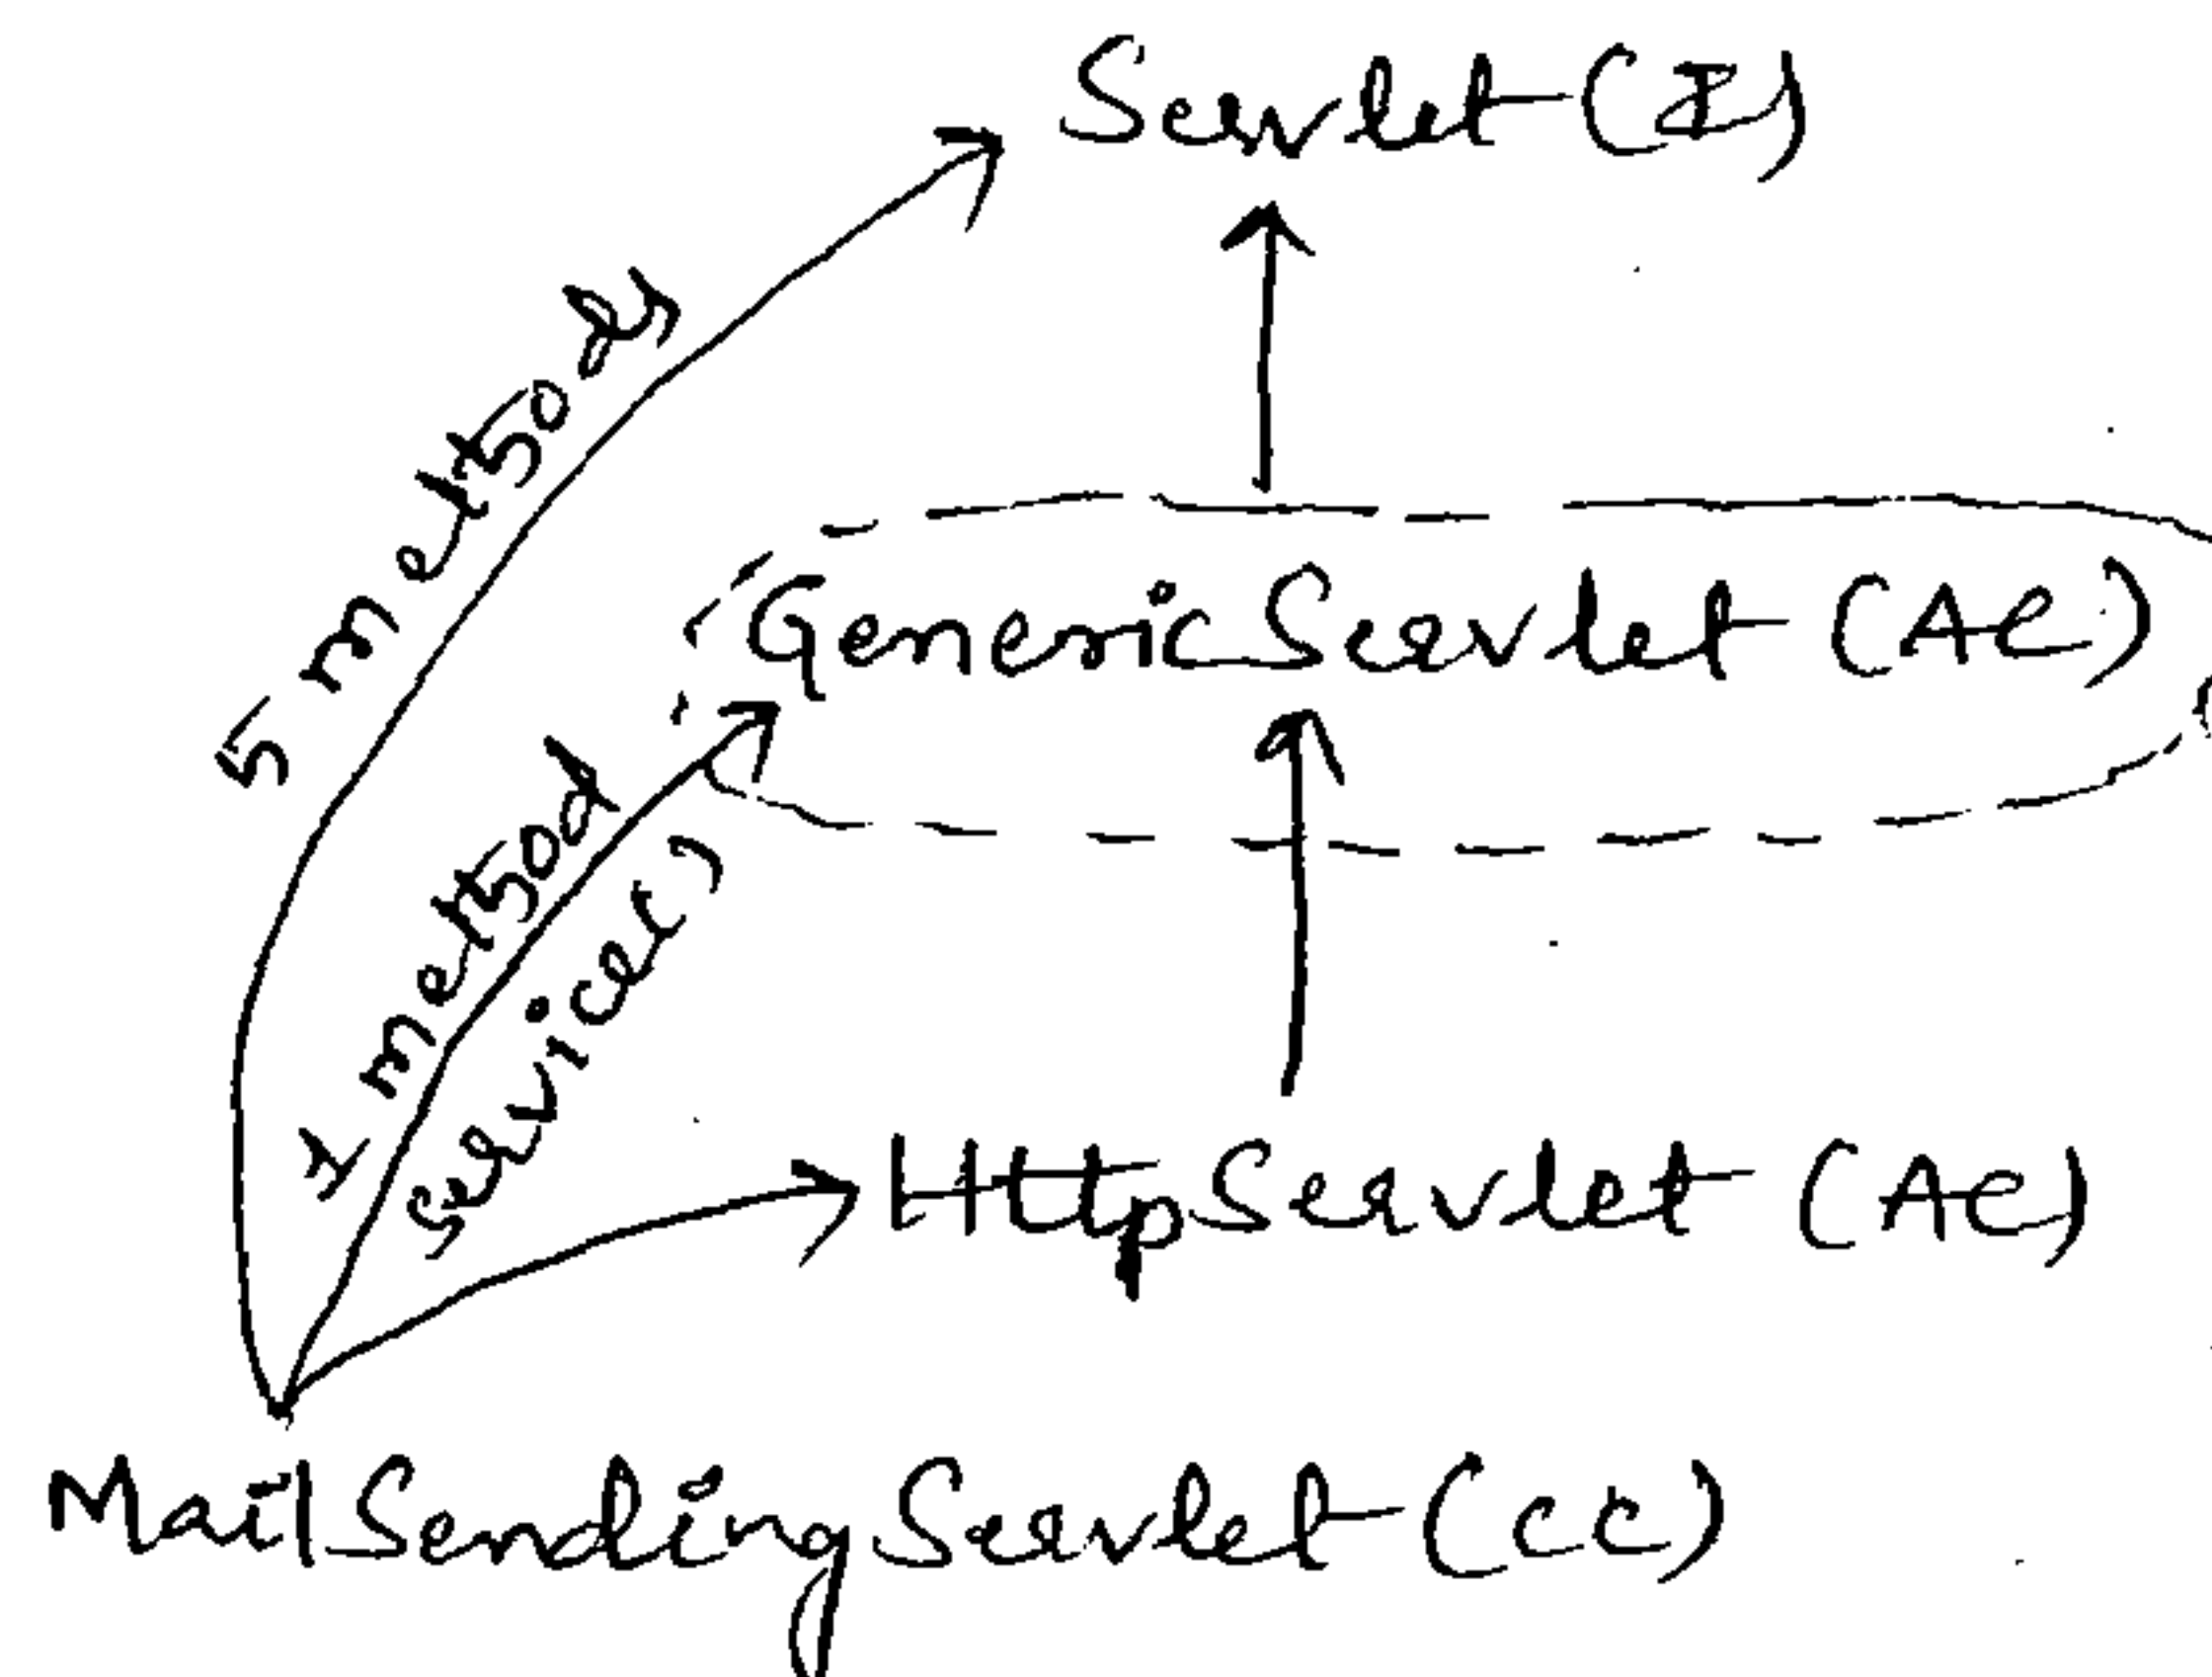 Servlet (I)
5 methods
GenericServlet (AC)
1 method
service()
HttpServlet (AC)
MailSendingServlet (CC)